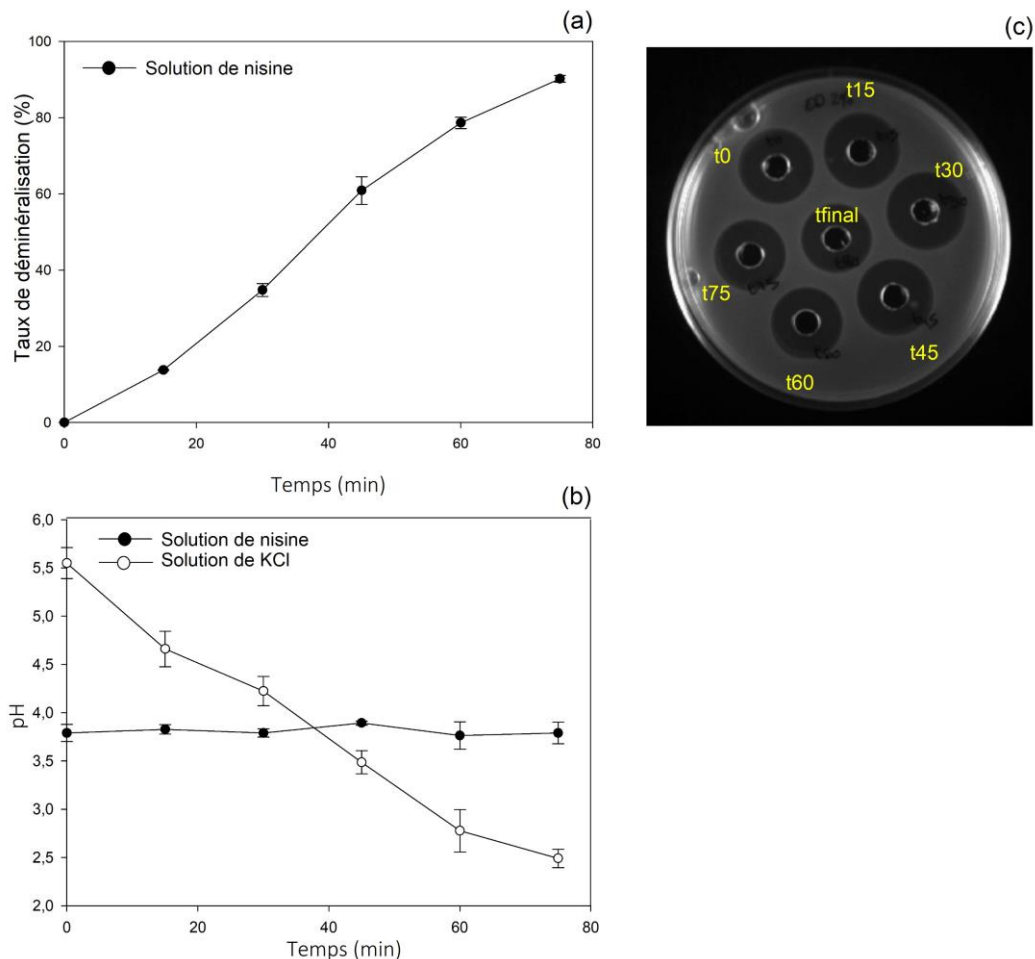 (a)
100
80
60
40
20
0
Taux de déminéralisation (%)
Solution de nisine
0 20 40 60 80
Temps (min)
(b)
6,0
5,5
5,0
4,5
4,0
3,5
3,0
2,5
2,0
pH
Solution de nisine
Solution de KCl
0 20 40 60 80
Temps (min)
(c)
t15
t0
t30
tfinal
t75
t45
t60